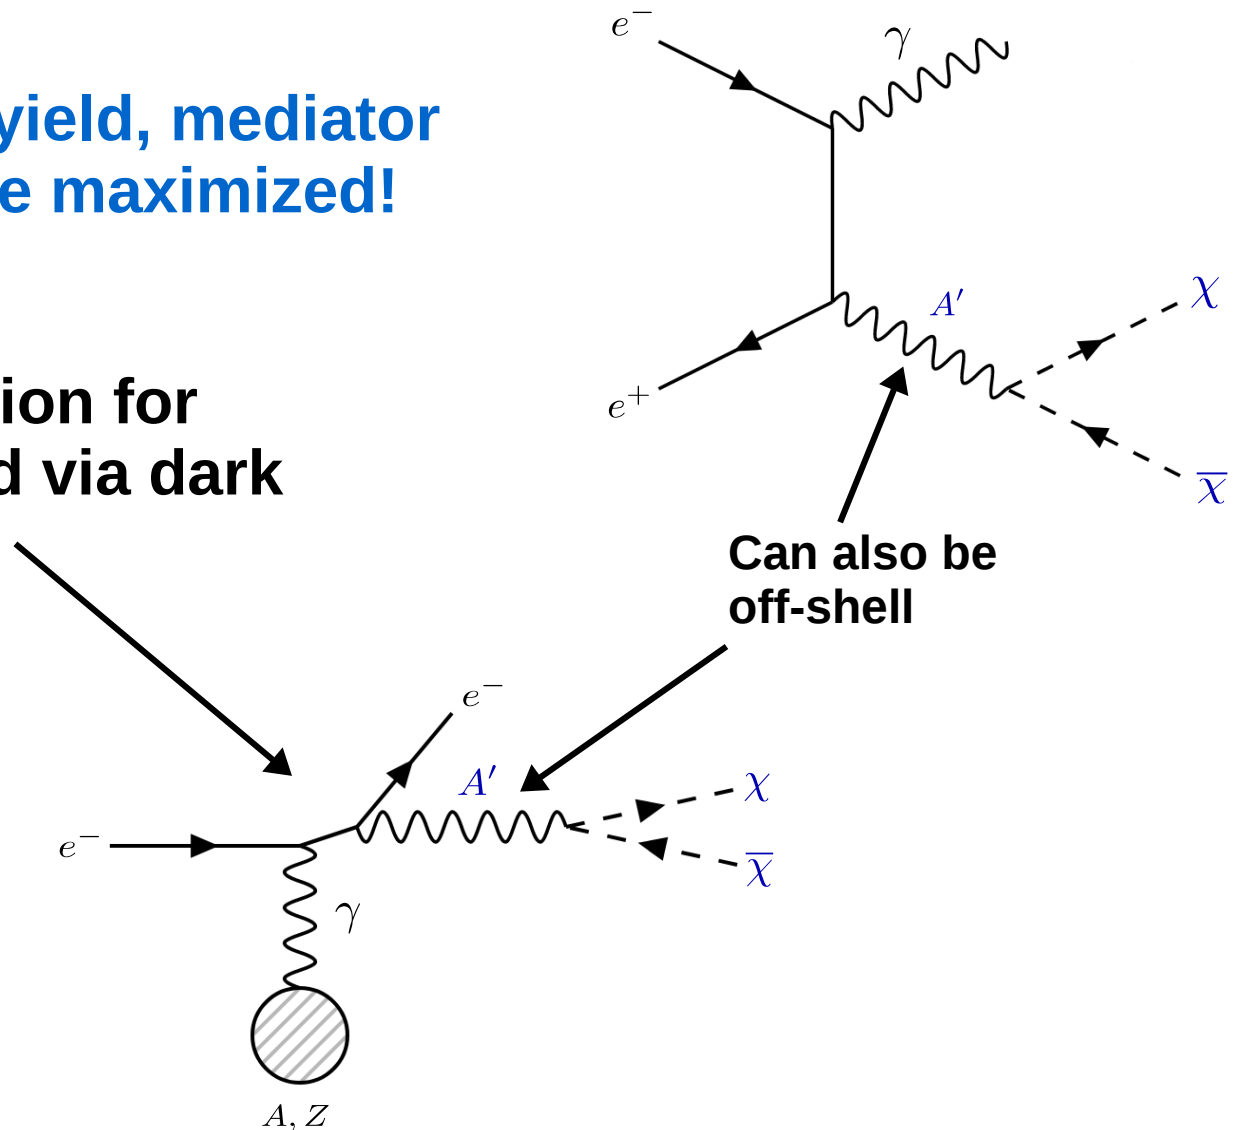 yield, mediator
e maximized!
ion for
d via dark
e⁻
γ
A′
χ
e⁺
χ̅
Can also be
off-shell
e⁻
A′
χ
e⁻
χ̅
γ
A, Z